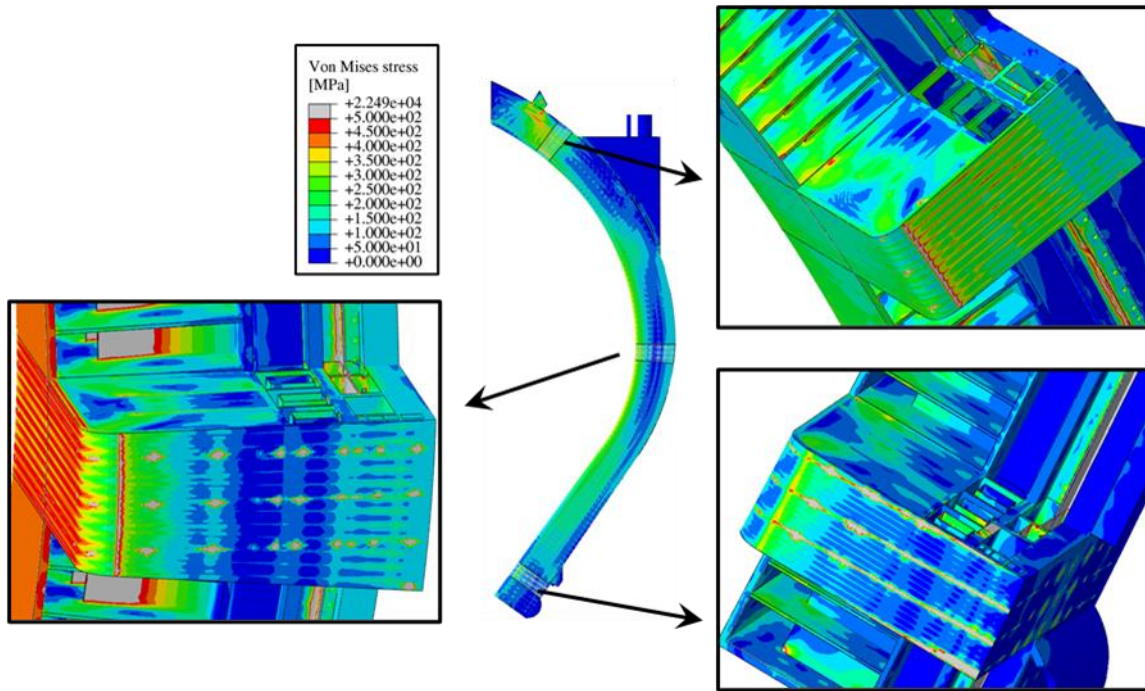 Von Mises stress
[MPa]
+2.249e+04
+5.000e+02
+4.500e+02
+4.000e+02
+3.500e+02
+3.000e+02
+2.500e+02
+2.000e+02
+1.500e+02
+1.000e+02
+5.000e+01
+0.000e+00